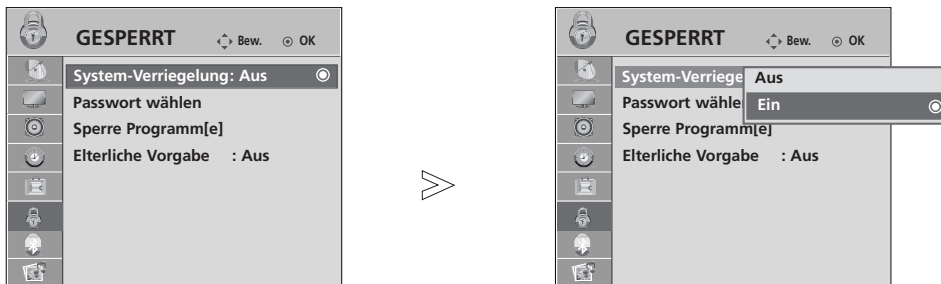 GESPERRT Bew. OK
System-Verriegelung: Aus
Passwort wählen
Sperre Programm[e]
Elterliche Vorgabe : Aus
GESPERRT Bew. OK
System-Verriege Aus
Passwort wähle Ein
Sperre Programm[e]
Elterliche Vorgabe : Aus